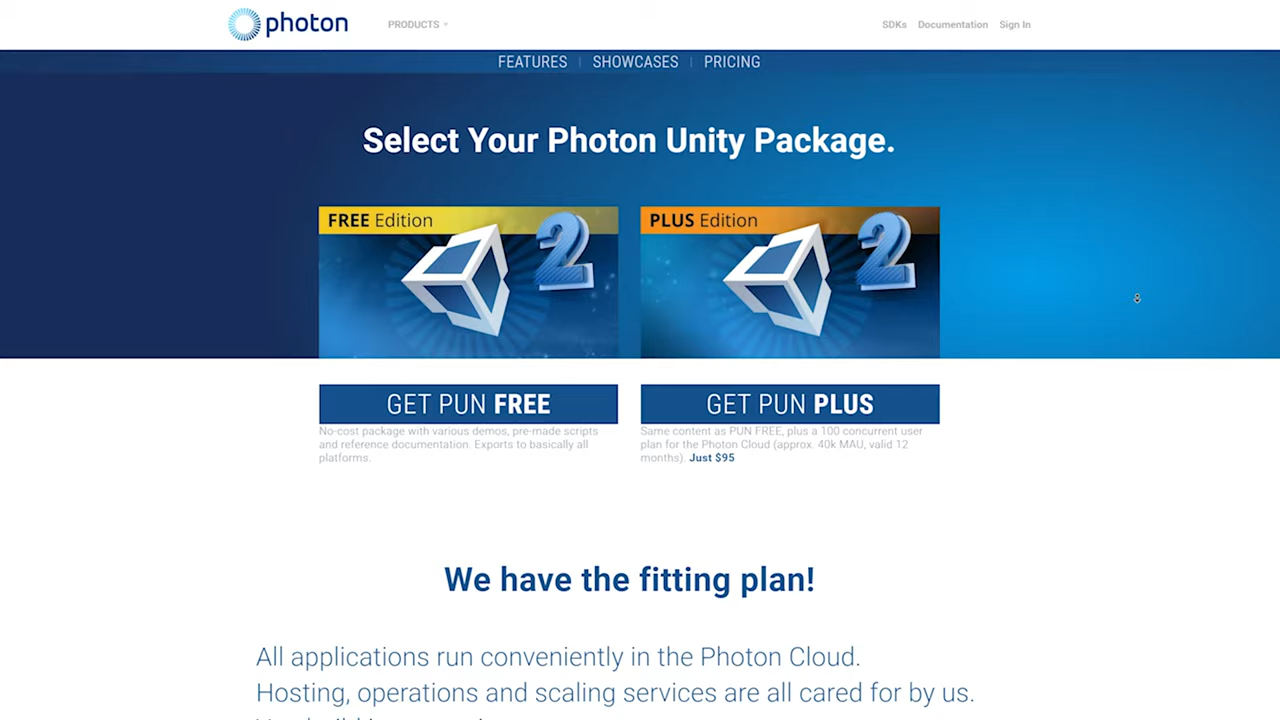 photon
PRODUCTS
SDKs Documentation Sign In
FEATURES | SHOWCASES | PRICING
Select Your Photon Unity Package.
FREE Edition
2
PLUS Edition
2
GET PUN FREE
No-cost package with various demos, pre-made scripts
and reference documentation. Exports to basically all
platforms.
GET PUN PLUS
Same content as PUN FREE, plus a 100 concurrent user
plan for the Photon Cloud (approx. 40k MAU, valid 12
months). Just $95
We have the fitting plan!
All applications run conveniently in the Photon Cloud.
Hosting, operations and scaling services are all cared for by us.